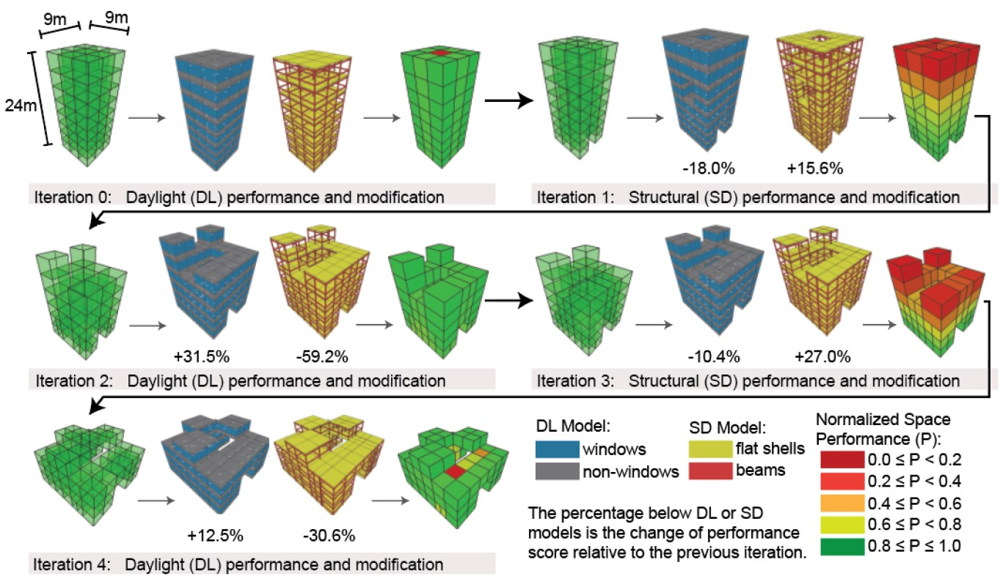 9m 9m
24m
-18.0% +15.6%
Iteration 0: Daylight (DL) performance and modification
Iteration 1: Structural (SD) performance and modification
+31.5% -59.2%
-10.4% +27.0%
Iteration 2: Daylight (DL) performance and modification
Iteration 3: Structural (SD) performance and modification
+12.5% -30.6%
Iteration 4: Daylight (DL) performance and modification
DL Model:
windows
non-windows
SD Model:
flat shells
beams
The percentage below DL or SD
models is the change of performance
score relative to the previous iteration.
Normalized Space
Performance (P):
0.0 ≤ P < 0.2
0.2 ≤ P < 0.4
0.4 ≤ P < 0.6
0.6 ≤ P < 0.8
0.8 ≤ P ≤ 1.0